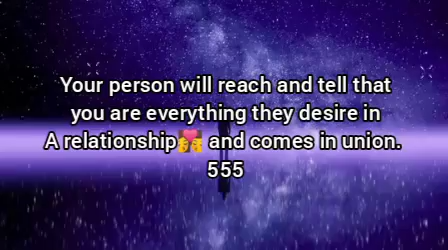 Your person will reach and tell that
you are everything they desire in
A relationship💏 and comes in union.
555